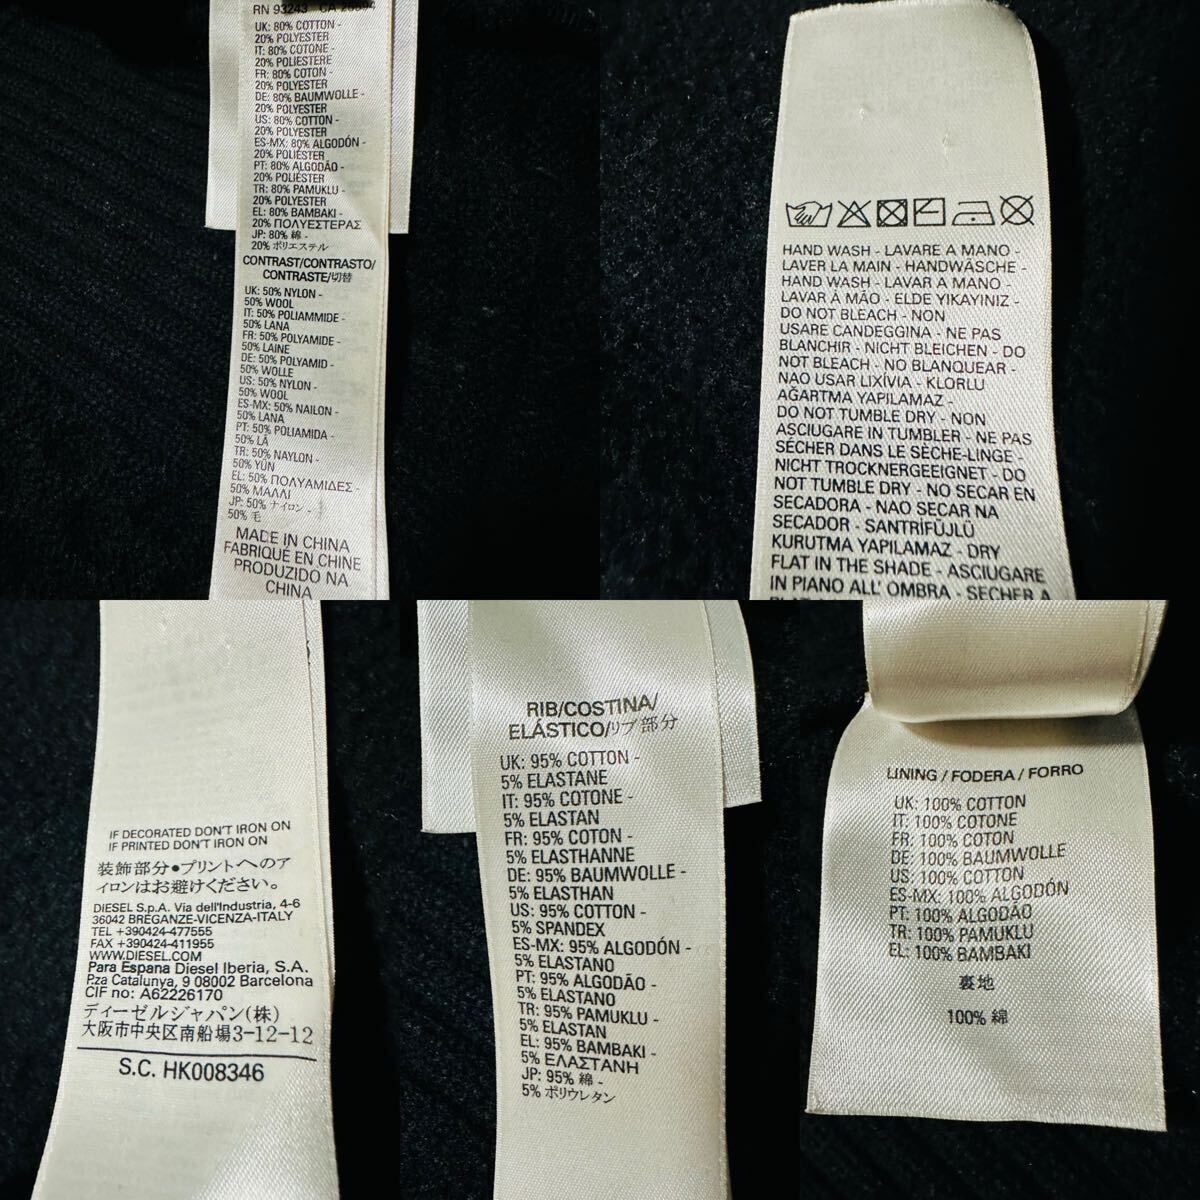 RN 93243 CA
UK: 80% COTTON -
20% POLYESTER
IT: 80% COTONE -
20% POLIESTERE
FR: 80% COTON -
20% POLYESTER
DE: 80% BAUMWOLLE -
20% POLYESTER
US: 80% COTTON -
20% POLYESTER
ES-MX: 80% ALGODÓN -
20% POLIÉSTER
PT: 80% ALGODÃO -
20% POLIÉSTER
TR: 80% PAMUKLU -
20% POLYESTER
EL: 80% BAMBAKI -
20% ΠΟΛΥΕΣΤΕΡΑΣ
JP: 80% 綿 -
20% ポリエステル
CONTRAST/CONTRASTO/
CONTRASTE/切替
UK: 50% NYLON -
50% WOOL
IT: 50% POLIAMMIDE -
50% LANA
FR: 50% POLYAMIDE -
50% LAINE
DE: 50% POLYAMID -
50% WOLLE
US: 50% NYLON -
50% WOOL
ES-MX: 50% NAILON -
50% LANA
PT: 50% POLIAMIDA -
50% LÃ
TR: 50% NAYLON -
50% YÜN
EL: 50% ΠΟΛΥΑΜΙΔΕΣ -
50% ΜΑΛΛΙ
JP: 50% ナイロン -
50% 毛
MADE IN CHINA
FABRIQUÉ EN CHINE
PRODUZIDO NA
CHINA
HAND WASH - LAVARE A MANO -
LAVER LA MAIN - HANDWÄSCHE -
HAND WASH - LAVAR A MANO -
LAVAR À MÃO - ELDE YIKAYINIZ -
DO NOT BLEACH - NON
USARE CANDEGGINA - NE PAS
BLANCHIR - NICHT BLEICHEN - DO
NOT BLEACH - NO BLANQUEAR -
NAO USAR LIXÍVIA - KLORLU
AĞARTMA YAPILAMAZ -
DO NOT TUMBLE DRY - NON
ASCIUGARE IN TUMBLER - NE PAS
SÉCHER DANS LE SÈCHE-LINGE -
NICHT TROCKNERGEEIGNET - DO
NOT TUMBLE DRY - NO SECAR EN
SECADORA - NAO SECAR NA
SECADOR - SANTRİFÜJLÜ
KURUTMA YAPILAMAZ - DRY
FLAT IN THE SHADE - ASCIUGARE
IN PIANO ALL' OMBRA - SECHER A
IF DECORATED DON'T IRON ON
IF PRINTED DON'T IRON ON
装飾部分●プリントへのア
イロンはお避けください。
DIESEL S.p.A. Via dell'Industria, 4-6
36042 BREGANZE-VICENZA-ITALY
TEL +390424-477555
FAX +390424-411955
WWW.DIESEL.COM
Para Espana Diesel Iberia, S.A.
P.za Catalunya, 9 08002 Barcelona
CIF no: A62226170
ディーゼルジャパン(株)
大阪市中央区南船場3-12-12
S.C. HK008346
RIB/COSTINA/
ELÁSTICO/リブ部分
UK: 95% COTTON -
5% ELASTANE
IT: 95% COTONE -
5% ELASTAN
FR: 95% COTON -
5% ELASTHANNE
DE: 95% BAUMWOLLE -
5% ELASTHAN
US: 95% COTTON -
5% SPANDEX
ES-MX: 95% ALGODÓN -
5% ELASTANO
PT: 95% ALGODÃO -
5% ELASTANO
TR: 95% PAMUKLU -
5% ELASTAN
EL: 95% BAMBAKI -
5% ΕΛΑΣΤΑΝΗ
JP: 95% 綿 -
5% ポリウレタン
LINING / FODERA / FORRO
UK: 100% COTTON
IT: 100% COTONE
FR: 100% COTON
DE: 100% BAUMWOLLE
US: 100% COTTON
ES-MX: 100% ALGODÓN
PT: 100% ALGODÃO
TR: 100% PAMUKLU
EL: 100% BAMBAKI
裏地
100% 綿